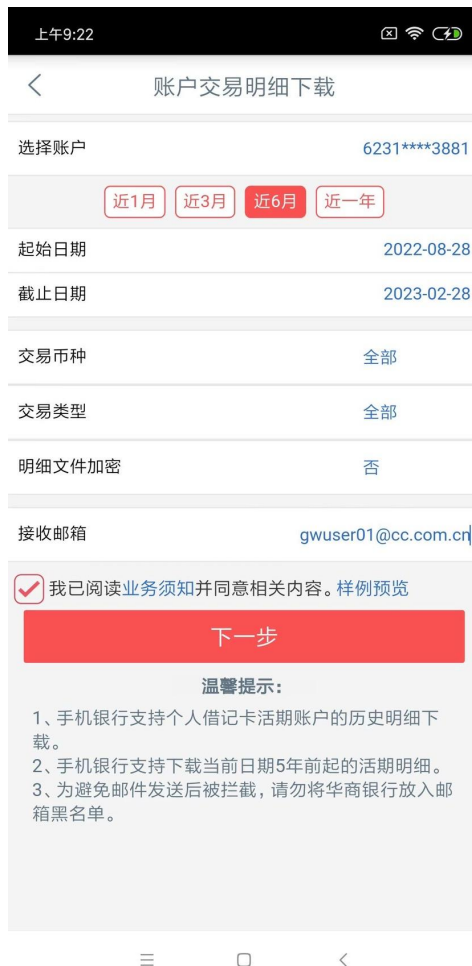 上午9:22
账户交易明细下载
选择账户 6231****3881
近1月 近3月 近6月 近一年
起始日期 2022-08-28
截止日期 2023-02-28
交易币种 全部
交易类型 全部
明细文件加密 否
接收邮箱 gwuser01@cc.com.cn
我已阅读业务须知并同意相关内容。样例预览
下一步
温馨提示：
1、手机银行支持个人借记卡活期账户的历史明细下
载。
2、手机银行支持下载当前日期5年前起的活期明细。
3、为避免邮件发送后被拦截，请勿将华商银行放入邮
箱黑名单。